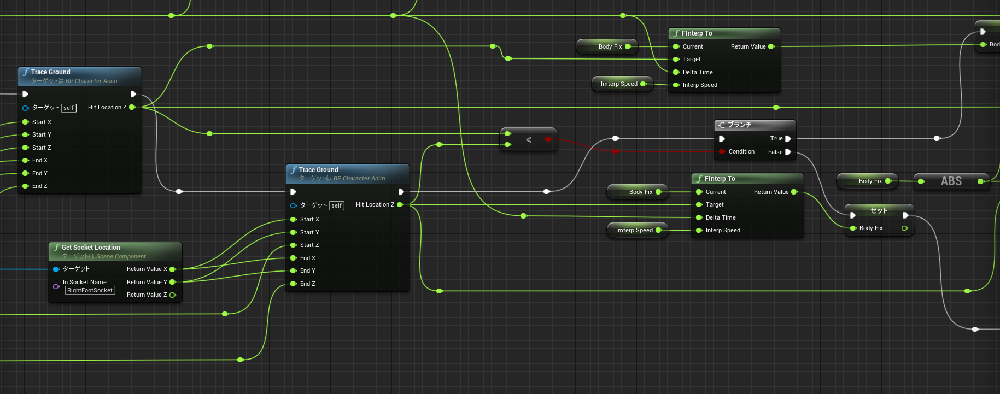 Trace Ground
ターゲットは BP Character Anim
ターゲット self
Hit Location Z
Start X
Start Y
Start Z
End X
End Y
End Z
Get Socket Location
ターゲットは Scene Component
ターゲット
Return Value X
In Socket Name
RightFootSocket
Return Value Y
Return Value Z
Trace Ground
ターゲットは BP Character Anim
ターゲット self
Hit Location Z
Start X
Start Y
Start Z
End X
End Y
End Z
<
Body Fix
Imterp Speed
FInterp To
Current
Return Value
Target
Delta Time
Interp Speed
ブランチ
True
Condition
False
Body Fix
Imterp Speed
FInterp To
Current
Return Value
Target
Delta Time
Interp Speed
Body Fix
ABS
セット
Body Fix
Bod